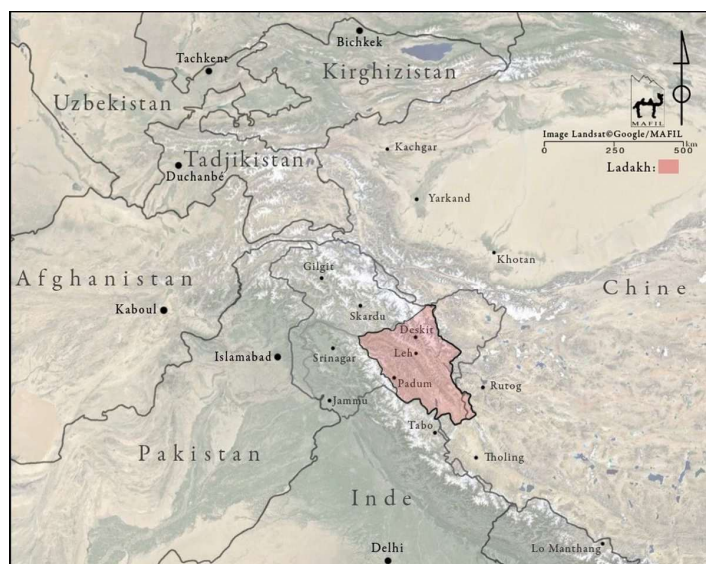 Bichkek
Tachkent
Kirghizistan
Uzbekistan
MAFIL
Image Landsat©Google/MAFIL
0 250 500 km
Kachgar
Tadjikistan
Duchanbé
Ladakh:
Yarkand
Khotan
Gilgit
Afghanistan
Chine
Kaboul
Skardu
Deskit
Islamabad
Srinagar
Leh
Padum
Rutog
Jammu
Tabo
Pakistan
Tholing
Inde
Delhi
Lo Manthang